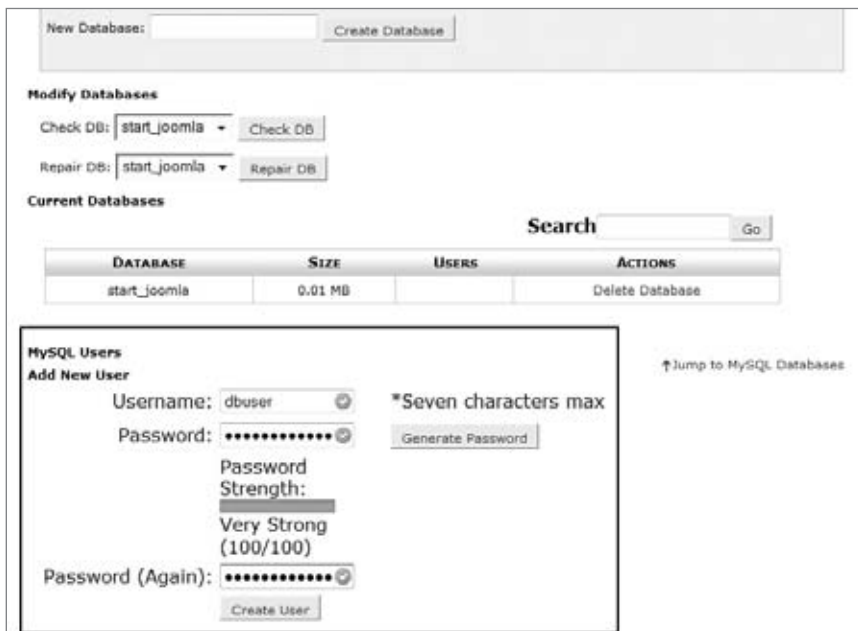 New Database: Create Database
Modify Databases
Check DB: start_joomla Check DB
Repair DB: start_joomla Repair DB
Current Databases
Search Go
DATABASE SIZE USERS ACTIONS
start_joomla 0.01 MB Delete Database
MySQL Users
↑Jump to MySQL Databases
Add New User
Username: dbuser *Seven characters max
Password: •••••••••••• Generate Password
Password
Strength:
Very Strong
(100/100)
Password (Again): ••••••••••••
Create User